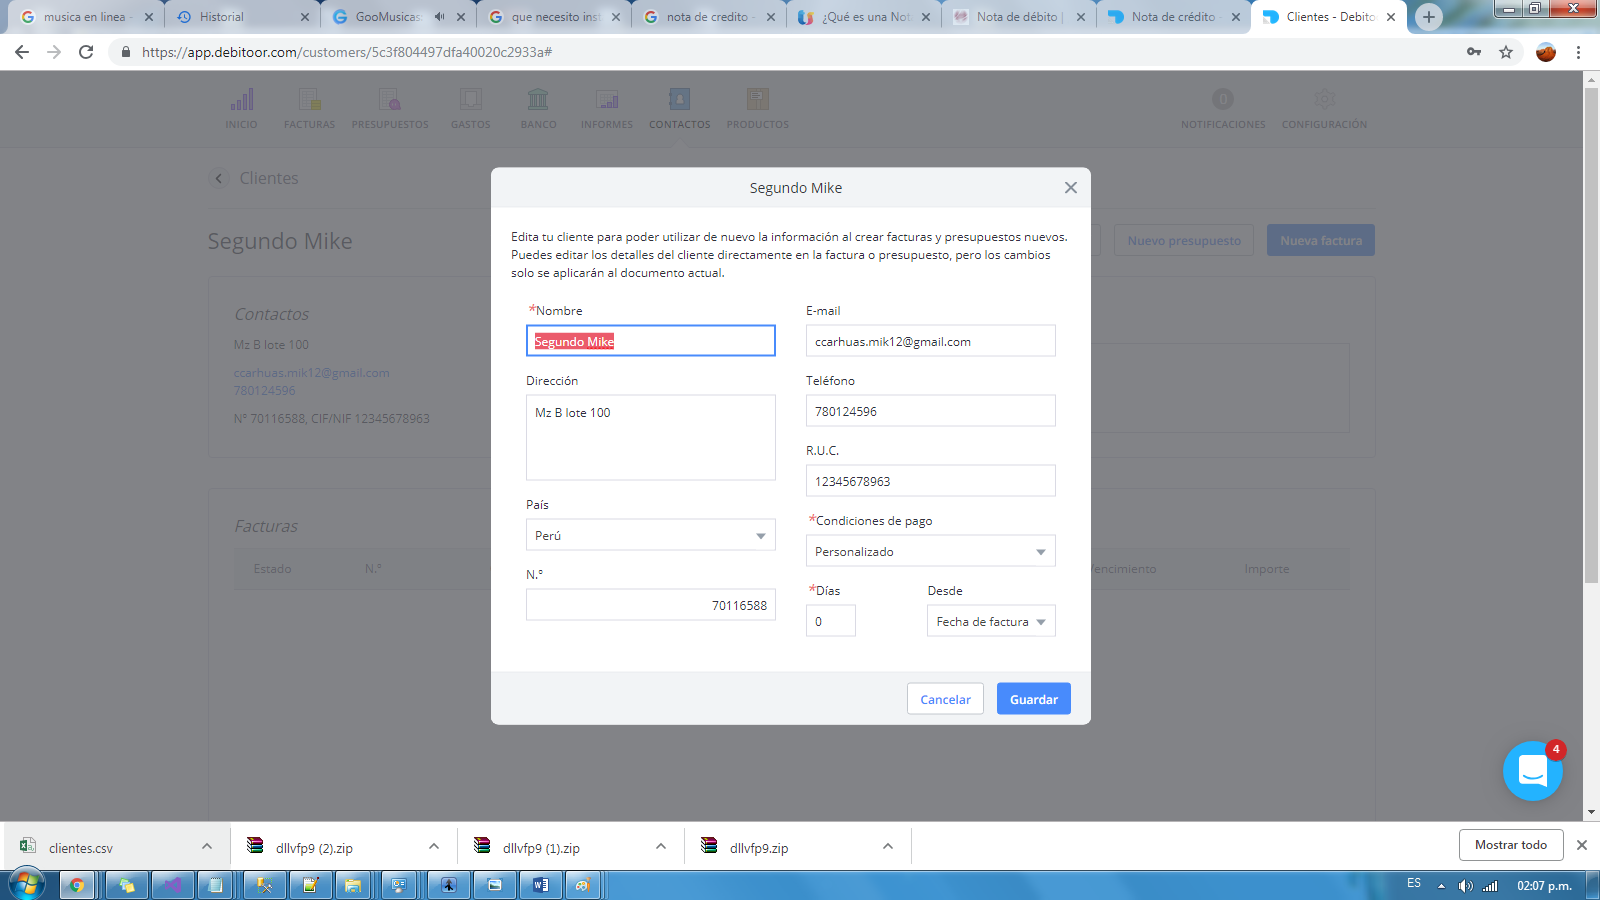 musica en linea -
Historial
GooMusicas
que necesito inst
nota de credito -
¿Qué es una Not
Nota de débito |
Nota de crédito -
Clientes - Debito
https://app.debitoor.com/customers/5c3f804497dfa40020c2933a#
INICIO
FACTURAS
PRESUPUESTOS
GASTOS
BANCO
INFORMES
CONTACTOS
PRODUCTOS
0
NOTIFICACIONES
CONFIGURACIÓN
Clientes
Segundo Mike
Nuevo presupuesto
Nueva factura
Contactos
Mz B lote 100
ccarhuas.mik12@gmail.com
780124596
Nº 70116588, CIF/NIF 12345678963
Facturas
Estado
N.º
Vencimiento
Importe
Segundo Mike
Edita tu cliente para poder utilizar de nuevo la información al crear facturas y presupuestos nuevos.
Puedes editar los detalles del cliente directamente en la factura o presupuesto, pero los cambios
solo se aplicarán al documento actual.
*Nombre
Segundo Mike
Dirección
Mz B lote 100
País
Perú
N.º
70116588
E-mail
ccarhuas.mik12@gmail.com
Teléfono
780124596
R.U.C.
12345678963
*Condiciones de pago
Personalizado
*Días
Desde
0
Fecha de factura
Cancelar
Guardar
4
clientes.csv
dllvfp9 (2).zip
dllvfp9 (1).zip
dllvfp9.zip
Mostrar todo
ES
02:07 p.m.